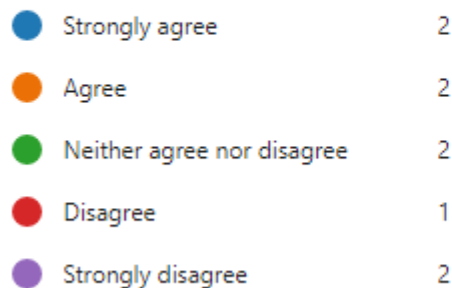 Strongly agree 2
Agree 2
Neither agree nor disagree 2
Disagree 1
Strongly disagree 2